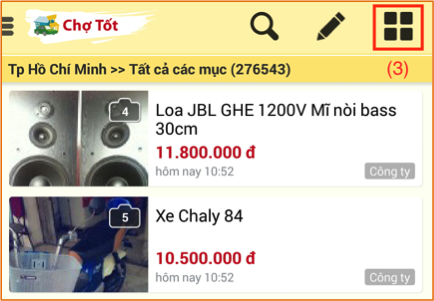 Chợ Tốt
Tp Hồ Chí Minh >> Tất cả các mục (276543)
(3)
4
Loa JBL GHE 1200V Mĩ nòi bass
30cm
11.800.000 đ
hôm nay 10:52
Công ty
5
Xe Chaly 84
10.500.000 đ
hôm nay 10:52
Công ty